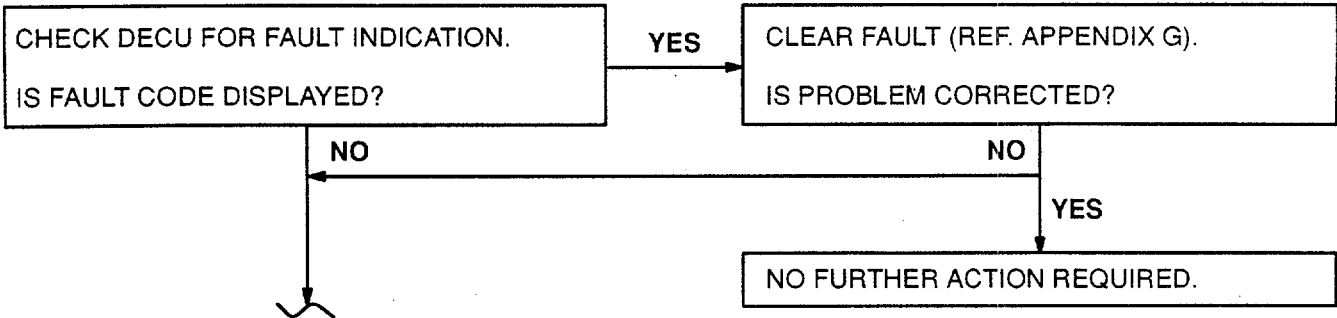 CHECK DECU FOR FAULT INDICATION.
IS FAULT CODE DISPLAYED?
YES
CLEAR FAULT (REF. APPENDIX G).
IS PROBLEM CORRECTED?
NO
NO
YES
NO FURTHER ACTION REQUIRED.